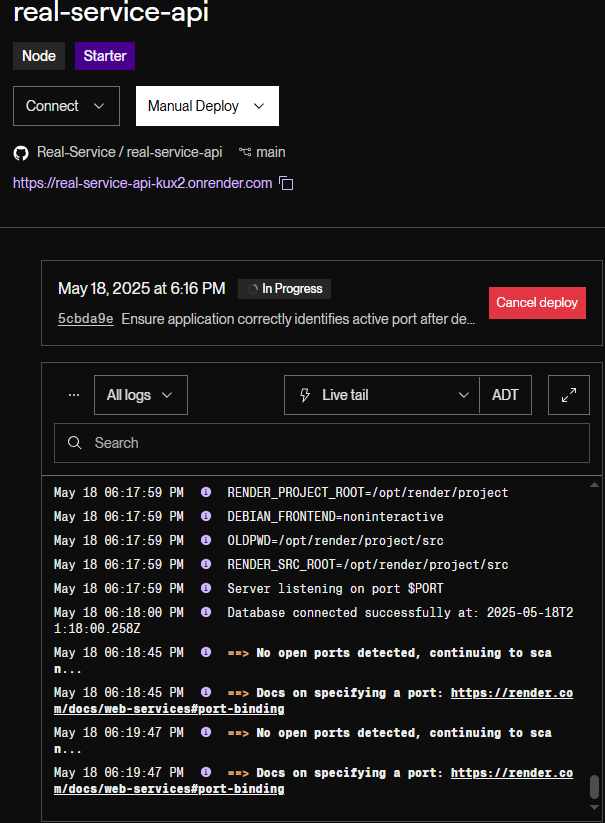 real-service-api
Node Starter
Connect Manual Deploy
Real-Service / real-service-api main
https://real-service-api-kux2.onrender.com
May 18, 2025 at 6:16 PM In Progress
Cancel deploy
5cbda9e Ensure application correctly identifies active port after de...
... All logs Live tail ADT
Search
May 18 06:17:59 PM RENDER_PROJECT_ROOT=/opt/render/project
May 18 06:17:59 PM DEBIAN_FRONTEND=noninteractive
May 18 06:17:59 PM OLDPWD=/opt/render/project/src
May 18 06:17:59 PM RENDER_SRC_ROOT=/opt/render/project/src
May 18 06:17:59 PM Server listening on port $PORT
May 18 06:18:00 PM Database connected successfully at: 2025-05-18T2
1:18:00.258Z
May 18 06:18:45 PM ==> No open ports detected, continuing to sca
n...
May 18 06:18:45 PM ==> Docs on specifying a port: https://render.co
m/docs/web-services#port-binding
May 18 06:19:47 PM ==> No open ports detected, continuing to sca
n...
May 18 06:19:47 PM ==> Docs on specifying a port: https://render.co
m/docs/web-services#port-binding